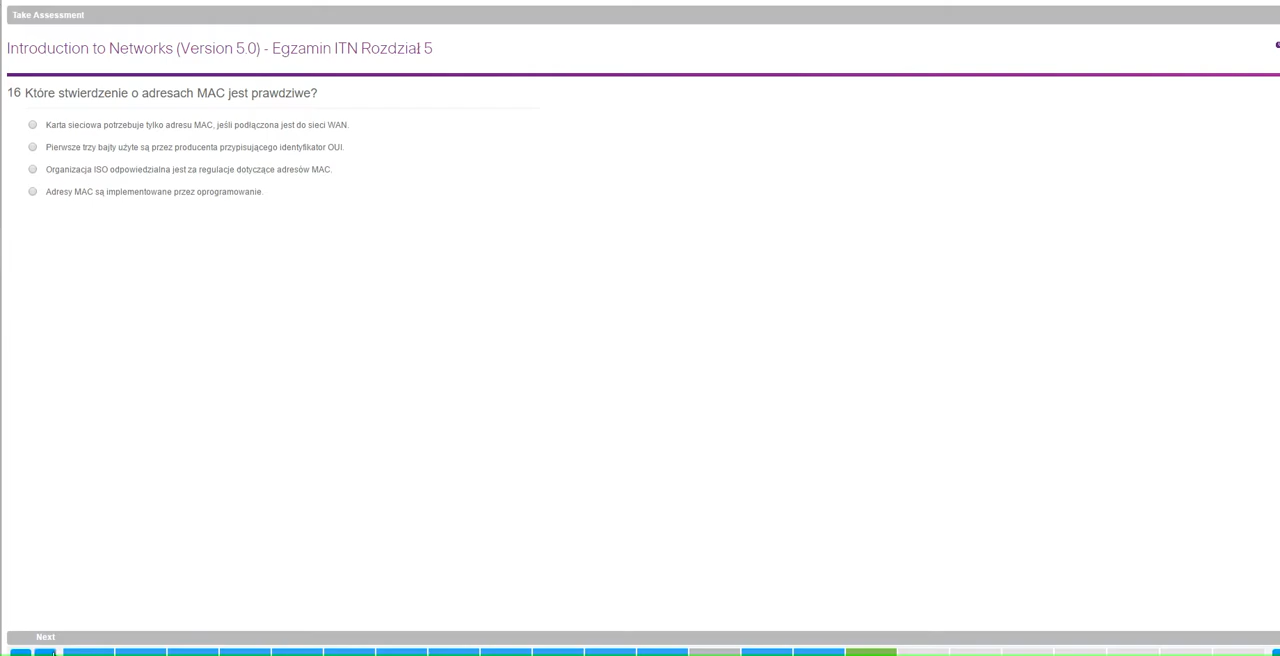 Take Assessment
Introduction to Networks (Version 5.0) - Egzamin ITN Rozdział 5
16 Które stwierdzenie o adresach MAC jest prawdziwe?
Karta sieciowa potrzebuje tylko adresu MAC, jeśli podłączona jest do sieci WAN.
Pierwsze trzy bajty użyte są przez producenta przypisującego identyfikator OUI.
Organizacja ISO odpowiedzialna jest za regulacje dotyczące adresów MAC.
Adresy MAC są implementowane przez oprogramowanie.
Next